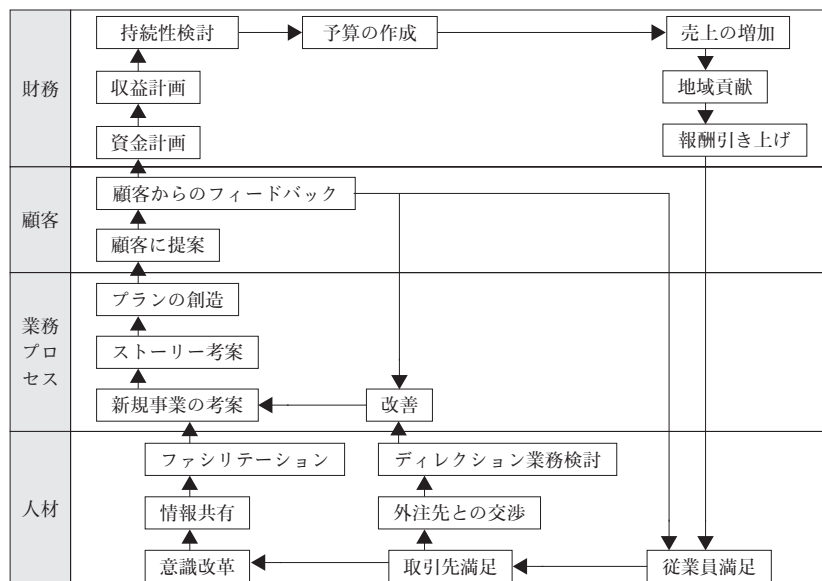 財務
持続性検討
予算の作成
売上の増加
収益計画
地域貢献
資金計画
報酬引き上げ
顧客
顧客からのフィードバック
顧客に提案
業務
プロ
セス
プランの創造
ストーリー考案
新規事業の考案
改善
人材
ファシリテーション
ディレクション業務検討
情報共有
外注先との交渉
意識改革
取引先満足
従業員満足